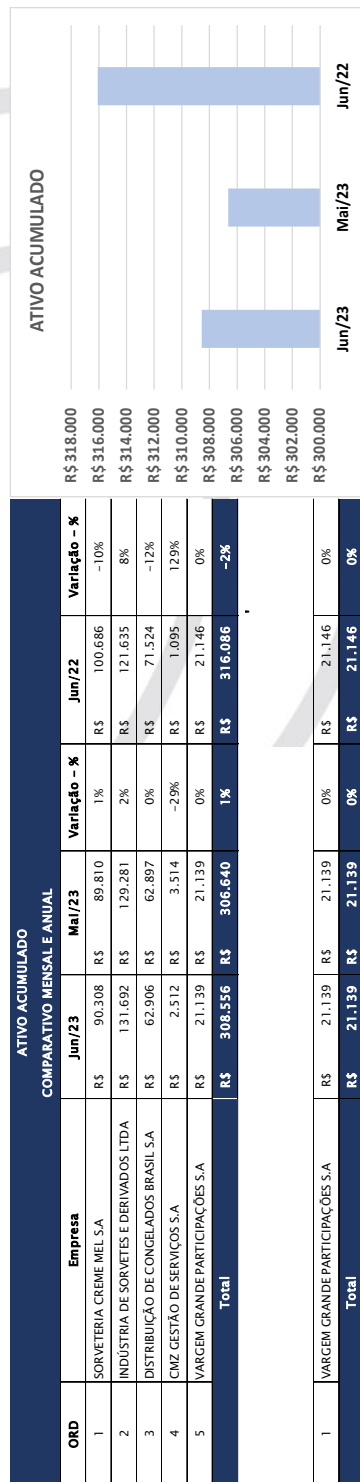 ATIVO ACUMULADO
COMPARATIVO MENSAL E ANUAL
ORD Empresa Jun/23 Mai/23 Variação - % Jun/22 Variação - %
1 SORVETERIA CREME MEL S.A R$ 90.308 R$ 89.810 1% R$ 100.686 -10%
2 INDÚSTRIA DE SORVETES E DERIVADOS LTDA R$ 131.692 R$ 129.281 2% R$ 121.635 8%
3 DISTRIBUIÇÃO DE CONGELADOS BRASIL S.A R$ 62.906 R$ 62.897 0% R$ 71.524 -12%
4 CMZ GESTÃO DE SERVIÇOS S.A R$ 2.512 R$ 3.514 -29% R$ 1.095 129%
5 VARGEM GRANDE PARTICIPAÇÕES S.A R$ 21.139 R$ 21.139 0% R$ 21.146 0%
Total R$ 308.556 R$ 306.640 1% R$ 316.086 -2%
1 VARGEM GRANDE PARTICIPAÇÕES S.A R$ 21.139 R$ 21.139 0% R$ 21.146 0%
Total R$ 21.139 R$ 21.139 0% R$ 21.146 0%
ATIVO ACUMULADO
R$ 318.000
R$ 316.000
R$ 314.000
R$ 312.000
R$ 310.000
R$ 308.000
R$ 306.000
R$ 304.000
R$ 302.000
R$ 300.000
Jun/23 Mai/23 Jun/22